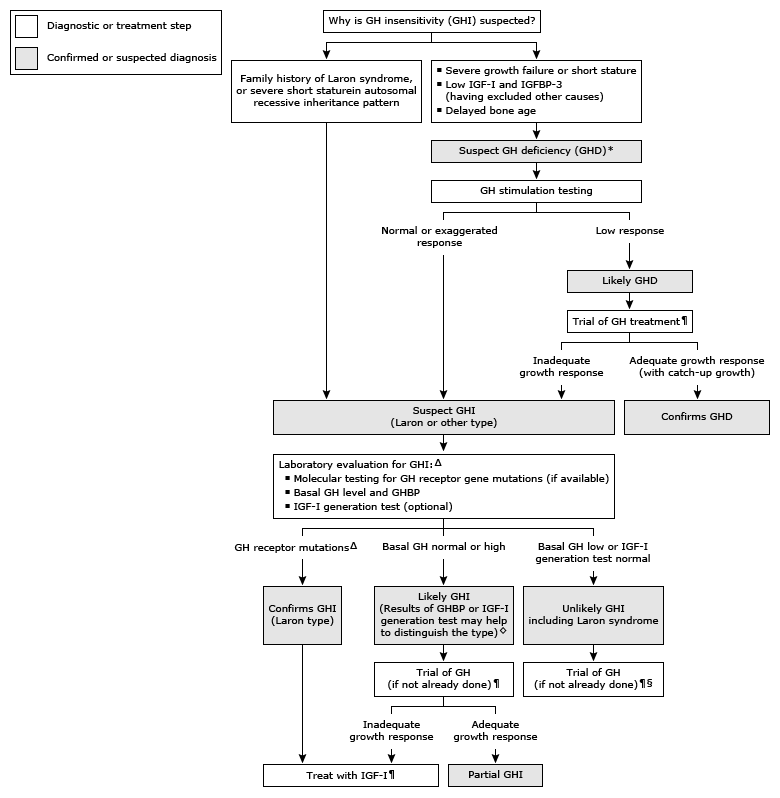 Diagnostic or treatment step
Confirmed or suspected diagnosis
Why is GH insensitivity (GHI) suspected?
Family history of Laron syndrome,
or severe short staturein autosomal
recessive inheritance pattern
▪ Severe growth failure or short stature
▪ Low IGF-I and IGFBP-3
(having excluded other causes)
▪ Delayed bone age
Suspect GH deficiency (GHD)*
GH stimulation testing
Normal or exaggerated
response
Low response
Likely GHD
Trial of GH treatment¶
Inadequate
growth response
Adequate growth response
(with catch-up growth)
Suspect GHI
(Laron or other type)
Confirms GHD
Laboratory evaluation for GHI:Δ
▪ Molecular testing for GH receptor gene mutations (if available)
▪ Basal GH level and GHBP
▪ IGF-I generation test (optional)
GH receptor mutationsΔ
Basal GH normal or high
Basal GH low or IGF-I
generation test normal
Confirms GHI
(Laron type)
Likely GHI
(Results of GHBP or IGF-I
generation test may help
to distinguish the type)◇
Unlikely GHI
including Laron syndrome
Trial of GH
(if not already done)¶
Trial of GH
(if not already done)¶§
Inadequate
growth response
Adequate
growth response
Treat with IGF-I¶
Partial GHI